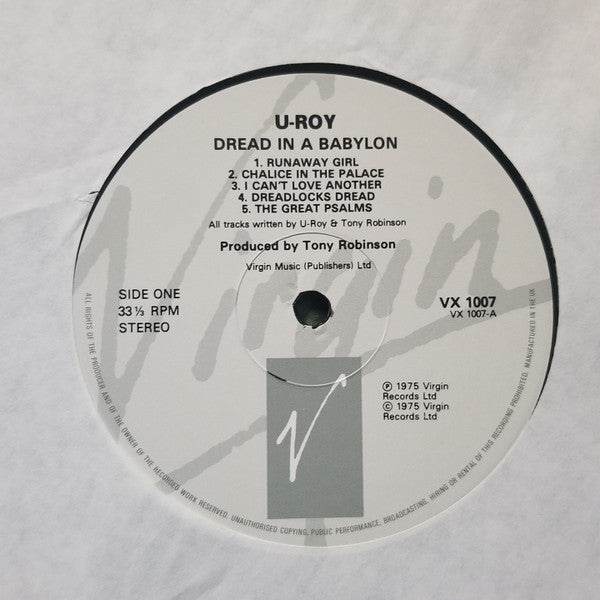 U-ROY
DREAD IN A BABYLON
1. RUNAWAY GIRL
2. CHALICE IN THE PALACE
3. I CAN'T LOVE ANOTHER
4. DREADLOCKS DREAD
5. THE GREAT PSALMS
All tracks written by U-Roy & Tony Robinson
Produced by Tony Robinson
Virgin Music (Publishers) Ltd
SIDE ONE
33⅓ RPM
STEREO
VX 1007
VX 1007-A
℗ 1975 Virgin
Records Ltd
© 1975 Virgin
Records Ltd
Virgin
V
ALL RIGHTS OF THE PRODUCER AND OF THE OWNER OF THE RECORDED WORK RESERVED. UNAUTHORISED COPYING, PUBLIC PERFORMANCE, BROADCASTING, HIRING OR RENTAL OF THIS RECORDING PROHIBITED. MANUFACTURED IN THE UK